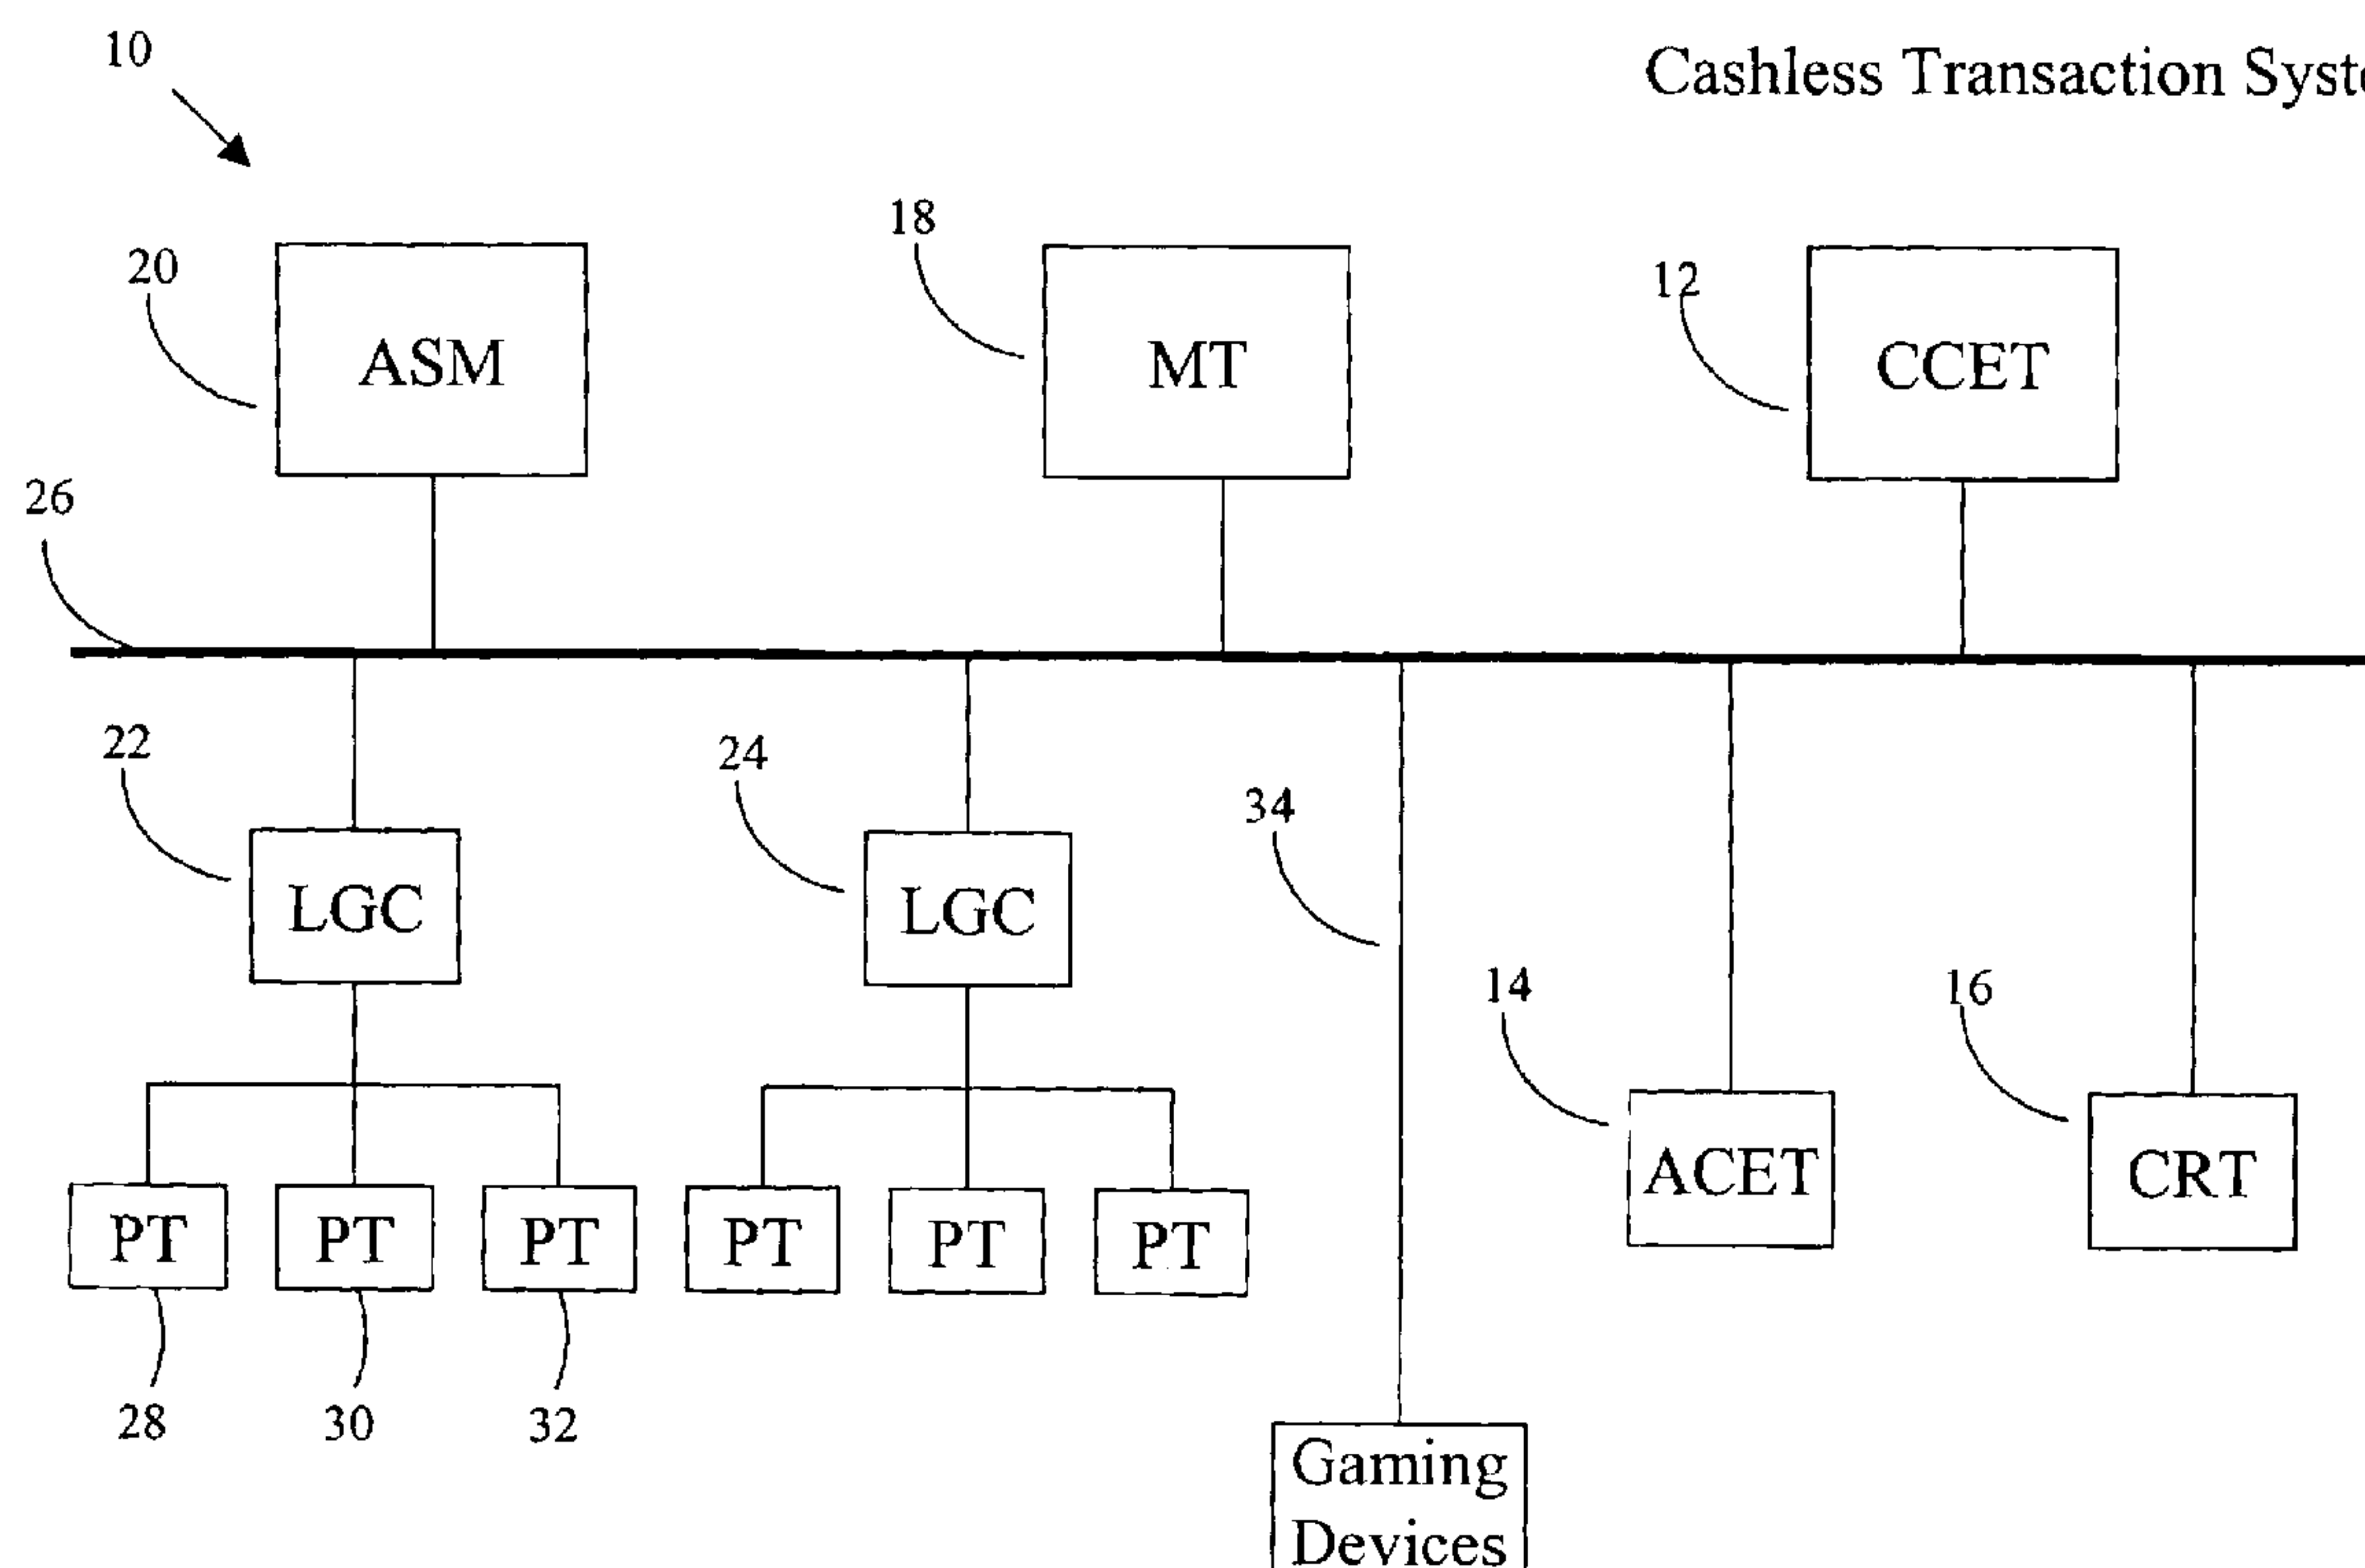 10
Cashless Transaction Syste
18
20
12
ASM
MT
CCET
26
22
24
34
LGC
LGC
14
16
ACET
CRT
PT
PT
PT
PT
PT
PT
28
30
32
Gaming
Devices